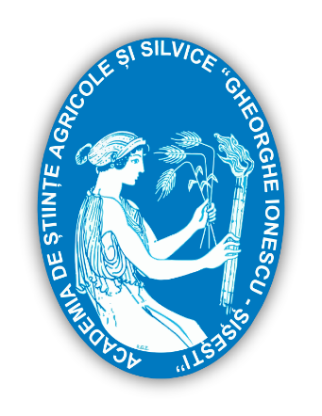 ACADEMIA DE ȘTIINȚE AGRICOLE ȘI SILVICE "GHEORGHE IONESCU - ȘIȘEȘTI"